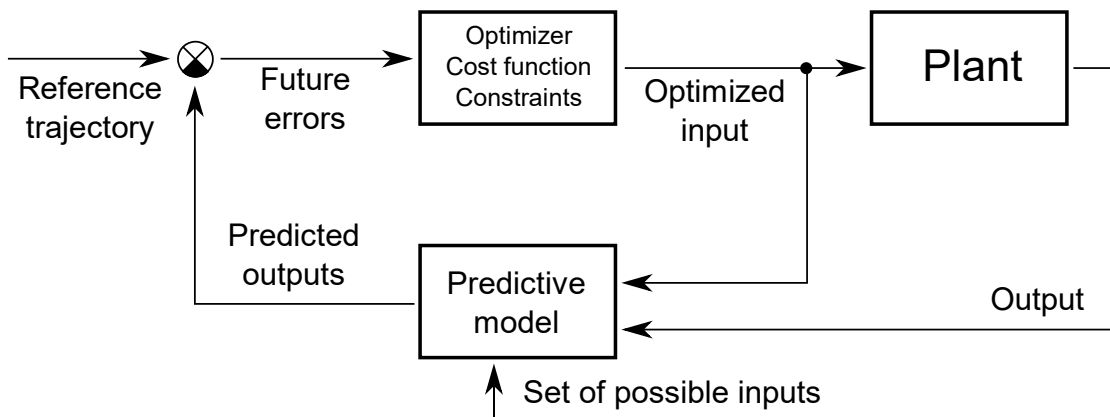 Optimizer
Cost function
Constraints
Plant
Reference
trajectory
Future
errors
Optimized
input
Predicted
outputs
Predictive
model
Output
Set of possible inputs